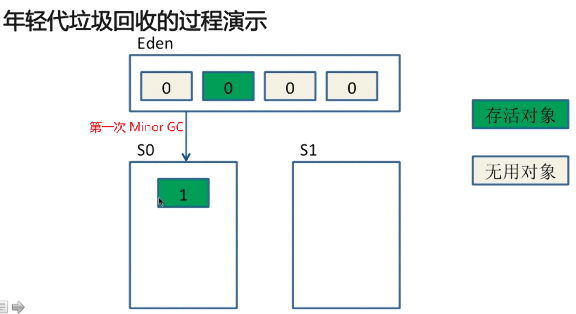 年轻代垃圾回收的过程演示
Eden
0 0 0 0
存活对象
第一次 Minor GC
S0 S1
无用对象
1